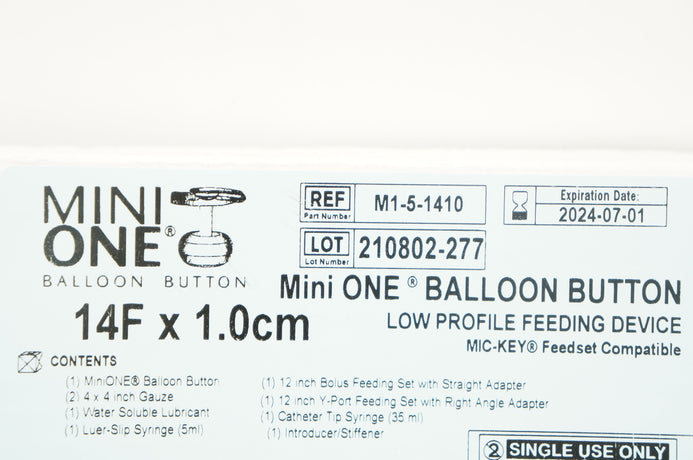 MINI
ONE®
BALLOON BUTTON
REF
Part Number
M1-5-1410
Expiration Date:
2024-07-01
LOT
Lot Number
210802-277
Mini ONE® BALLOON BUTTON
14F x 1.0cm
LOW PROFILE FEEDING DEVICE
MIC-KEY® Feedset Compatible
CONTENTS
(1) MiniONE® Balloon Button
(2) 4 x 4 inch Gauze
(1) Water Soluble Lubricant
(1) Luer-Slip Syringe (5ml)
(1) 12 inch Bolus Feeding Set with Straight Adapter
(1) 12 inch Y-Port Feeding Set with Right Angle Adapter
(1) Catheter Tip Syringe (35 ml)
(1) Introducer/Stiffener
2 SINGLE USE ONLY